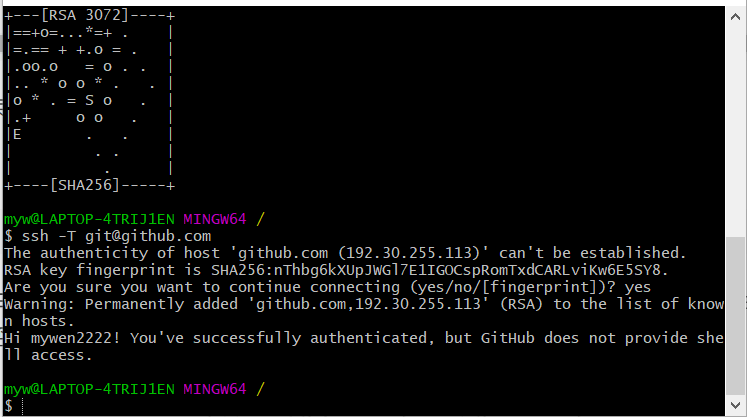 +---[RSA 3072]----+
|==+o=...*=+ .    |
|=.== + +.o = .   |
|.oo.o   = o . .  |
|.. * o o * .   . |
|o * . = S o   .  |
|.+     o o   .   |
|E       .   .    |
|         . .     |
|          .      |
+----[SHA256]-----+
myw@LAPTOP-4TRIJ1EN MINGW64 /
$ ssh -T git@github.com
The authenticity of host 'github.com (192.30.255.113)' can't be established.
RSA key fingerprint is SHA256:nThbg6kXUpJWGl7E1IGOCspRomTxdCARLviKw6E5SY8.
Are you sure you want to continue connecting (yes/no/[fingerprint])? yes
Warning: Permanently added 'github.com,192.30.255.113' (RSA) to the list of know
n hosts.
Hi mywen2222! You've successfully authenticated, but GitHub does not provide she
ll access.
myw@LAPTOP-4TRIJ1EN MINGW64 /
$